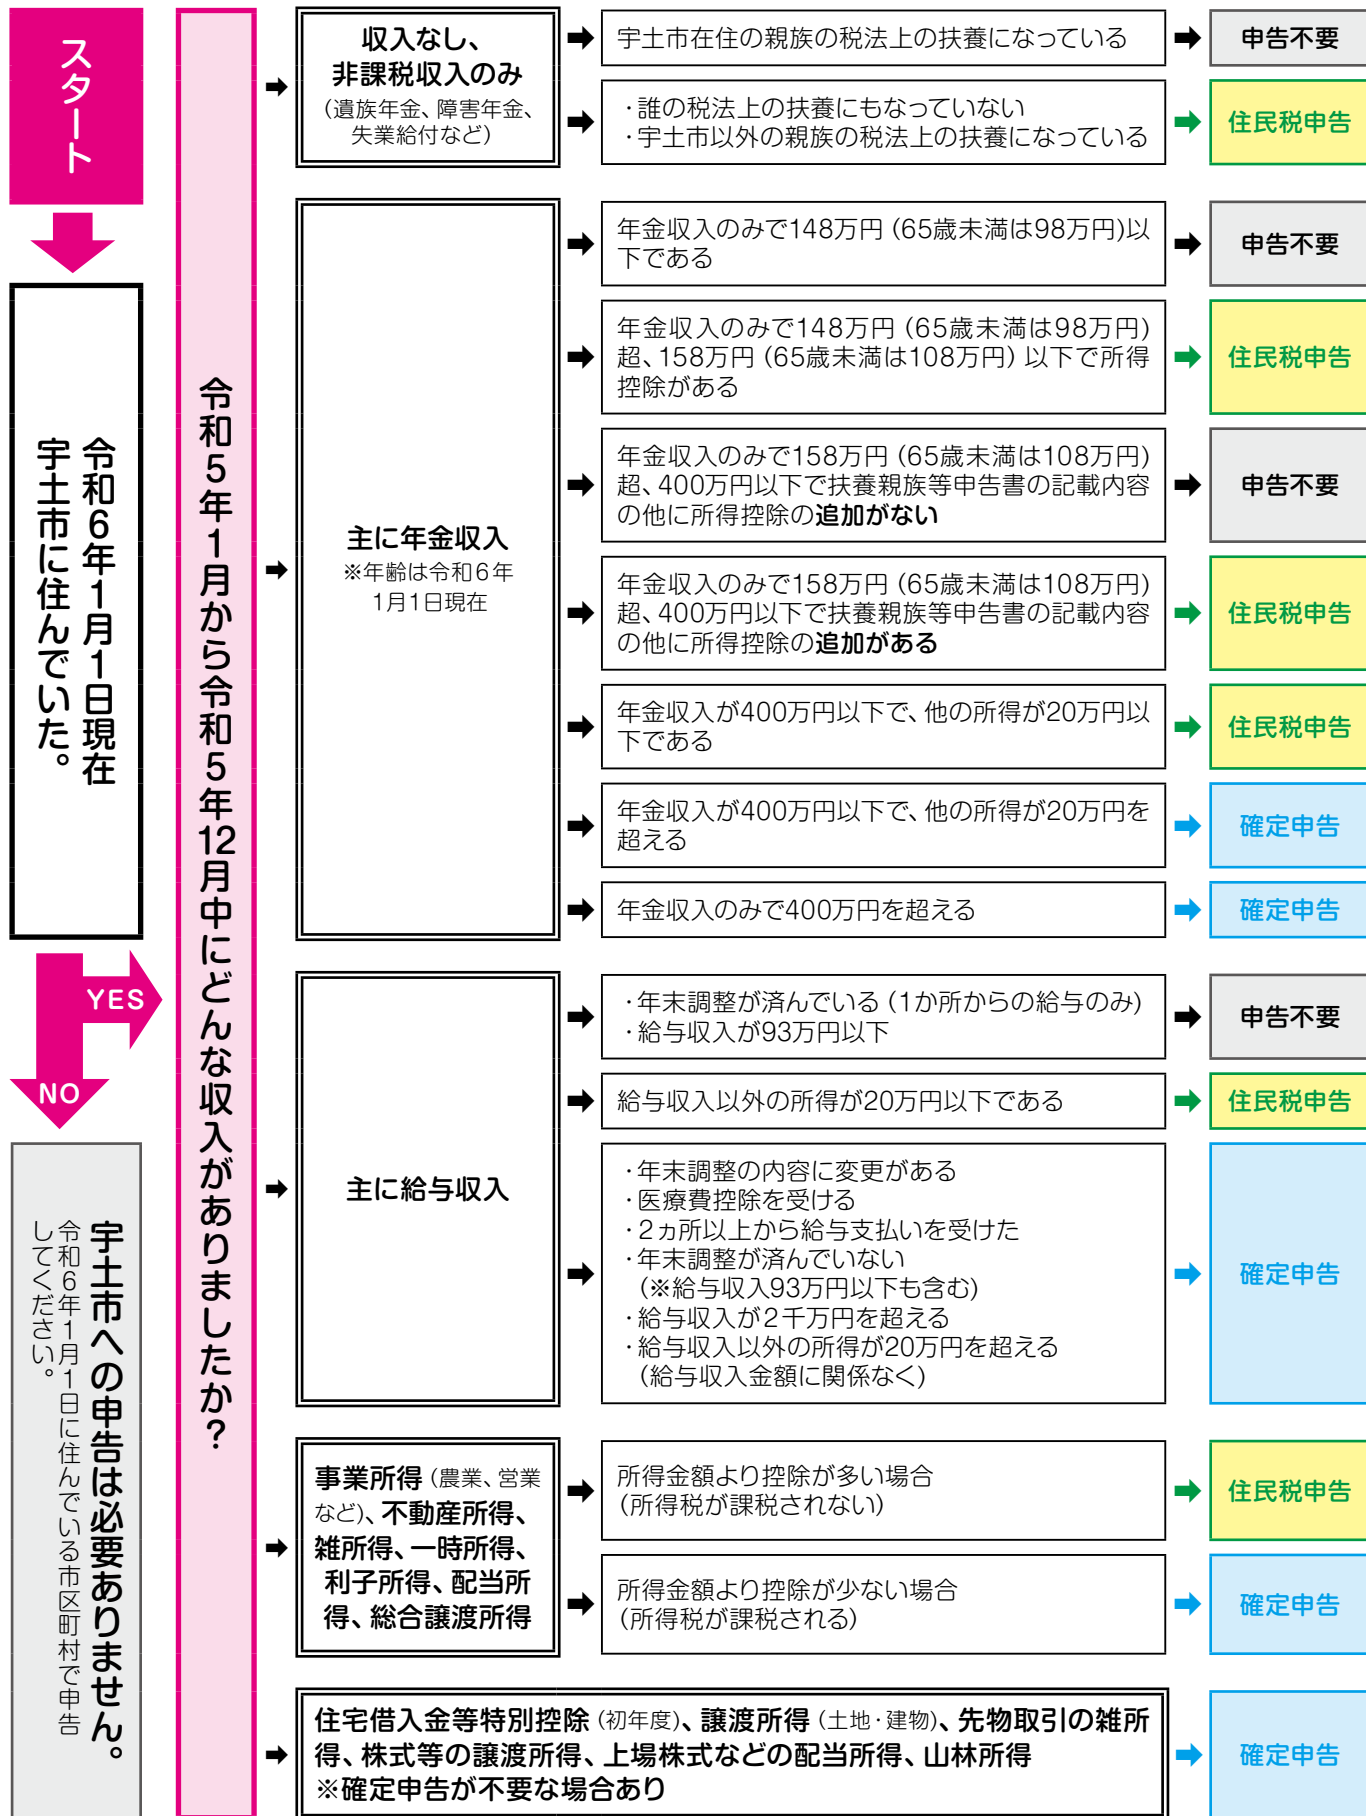 スタート
令和6年1月1日現在
宇土市に住んでいた。
YES
NO
宇土市への申告は必要ありません。
令和6年1月1日に住んでいる市区町村で申告
してください。
令和5年1月から令和5年12月中にどんな収入がありましたか?
収入なし、
非課税収入のみ
(遺族年金、障害年金、
失業給付など)
宇土市在住の親族の税法上の扶養になっている
申告不要
・誰の税法上の扶養にもなっていない
・宇土市以外の親族の税法上の扶養になっている
住民税申告
主に年金収入
※年齢は令和6年
1月1日現在
年金収入のみで148万円(65歳未満は98万円)以
下である
申告不要
年金収入のみで148万円(65歳未満は98万円)
超、158万円(65歳未満は108万円)以下で所得
控除がある
住民税申告
年金収入のみで158万円(65歳未満は108万円)
超、400万円以下で扶養親族等申告書の記載内容
の他に所得控除の追加がない
申告不要
年金収入のみで158万円(65歳未満は108万円)
超、400万円以下で扶養親族等申告書の記載内容
の他に所得控除の追加がある
住民税申告
年金収入が400万円以下で、他の所得が20万円以
下である
住民税申告
年金収入が400万円以下で、他の所得が20万円を
超える
確定申告
年金収入のみで400万円を超える
確定申告
主に給与収入
・年末調整が済んでいる(1か所からの給与のみ)
・給与収入が93万円以下
申告不要
給与収入以外の所得が20万円以下である
住民税申告
・年末調整の内容に変更がある
・医療費控除を受ける
・2ヵ所以上から給与支払いを受けた
・年末調整が済んでいない
(※給与収入93万円以下も含む)
・給与収入が2千万円を超える
・給与収入以外の所得が20万円を超える
(給与収入金額に関係なく)
確定申告
事業所得(農業、営業
など)、不動産所得、
雑所得、一時所得、
利子所得、配当所
得、総合譲渡所得
所得金額より控除が多い場合
(所得税が課税されない)
住民税申告
所得金額より控除が少ない場合
(所得税が課税される)
確定申告
住宅借入金等特別控除(初年度)、譲渡所得(土地・建物)、先物取引の雑所
得、株式等の譲渡所得、上場株式などの配当所得、山林所得
※確定申告が不要な場合あり
確定申告